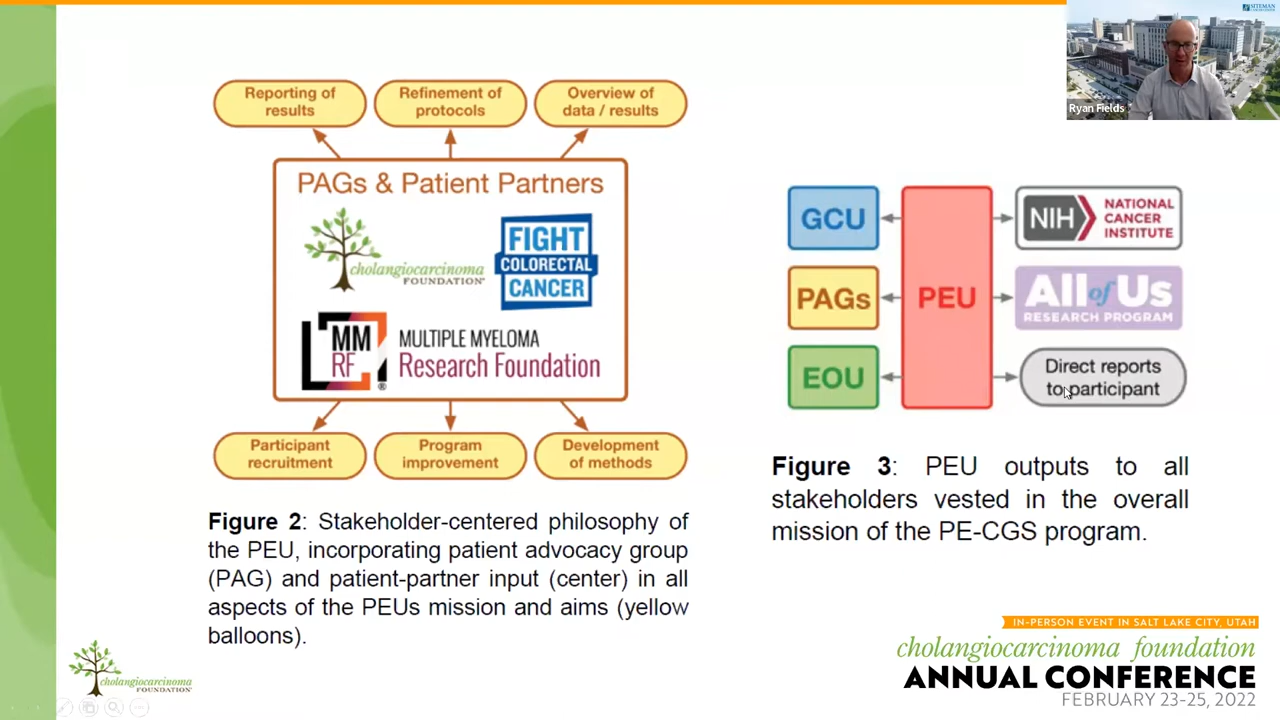 SITEMAN
Ryan Fields
Reporting of
results
Refinement of
protocols
Overview of
data / results
PAGs & Patient Partners
cholangiocarcinoma
FOUNDATION
FIGHT
COLORECTAL
CANCER
MM
RF
®
MULTIPLE MYELOMA
Research Foundation
Participant
recruitment
Program
improvement
Development
of methods
Figure 2: Stakeholder-centered philosophy of
the PEU, incorporating patient advocacy group
(PAG) and patient-partner input (center) in all
aspects of the PEUs mission and aims (yellow
balloons).
GCU
PAGs
EOU
PEU
NIH
NATIONAL
CANCER
INSTITUTE
All of Us
RESEARCH PROGRAM
Direct reports
to participant
Figure 3: PEU outputs to all
stakeholders vested in the overall
mission of the PE-CGS program.
cholangiocarcinoma
FOUNDATION
IN-PERSON EVENT IN SALT LAKE CITY, UTAH
cholangiocarcinoma foundation
ANNUAL CONFERENCE
FEBRUARY 23-25, 2022